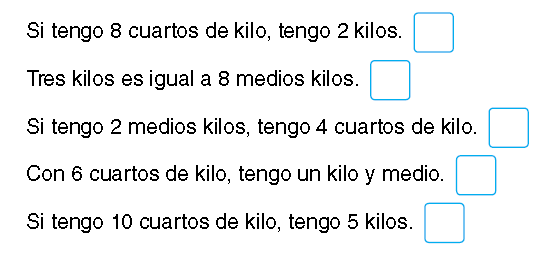 Si tengo 8 cuartos de kilo, tengo 2 kilos.
Tres kilos es igual a 8 medios kilos.
Si tengo 2 medios kilos, tengo 4 cuartos de kilo.
Con 6 cuartos de kilo, tengo un kilo y medio.
Si tengo 10 cuartos de kilo, tengo 5 kilos.